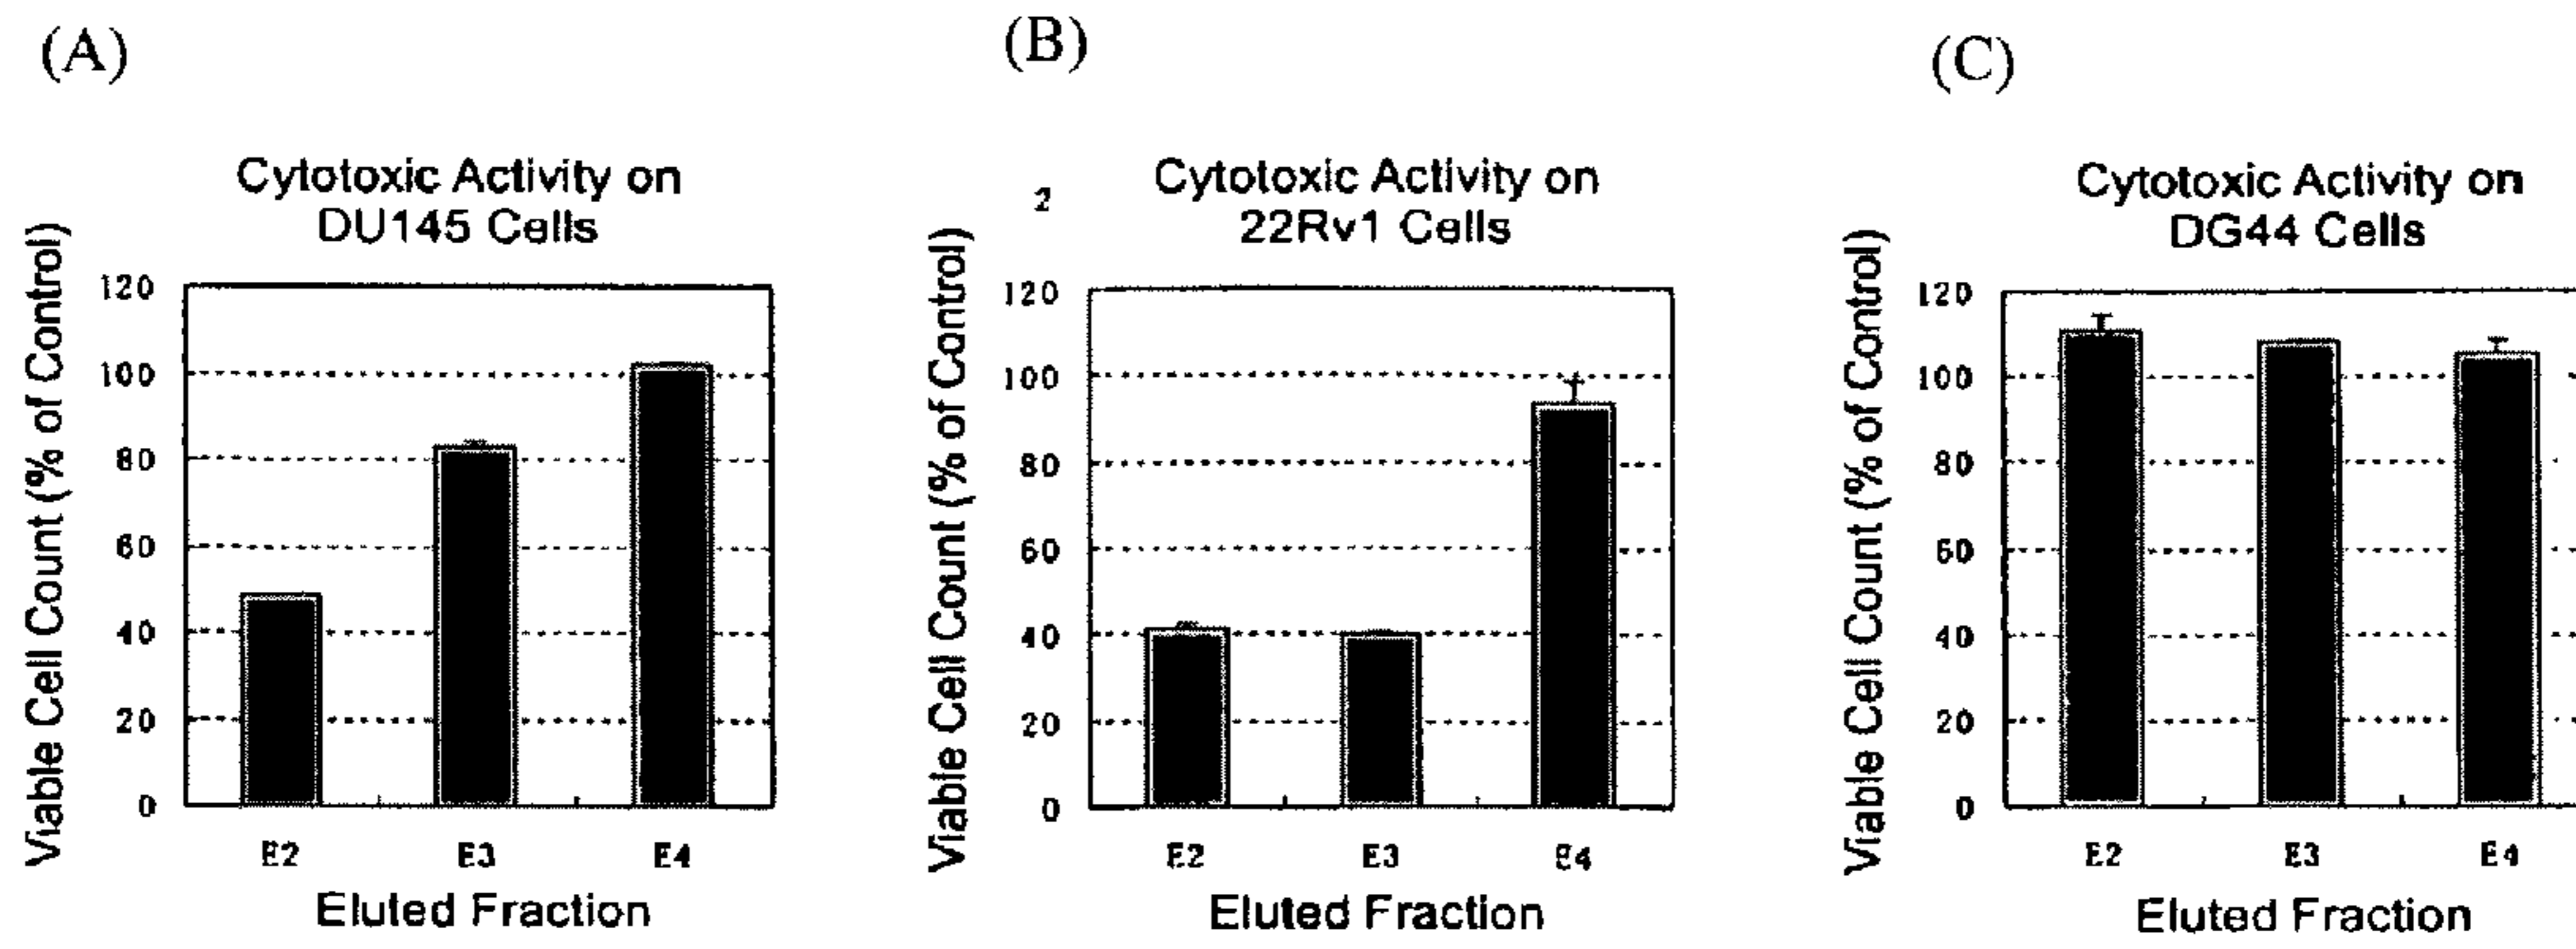 (A)
Cytotoxic Activity on
DU145 Cells
Viable Cell Count (% of Control)
120
100
80
60
40
20
0
E2 E3 E4
Eluted Fraction
(B)
2
Cytotoxic Activity on
22Rv1 Cells
Viable Cell Count (% of Control)
120
100
80
60
40
20
0
E2 E3 E4
Eluted Fraction
(C)
Cytotoxic Activity on
DG44 Cells
Viable Cell Count (% of Control)
120
100
80
60
40
20
0
E2 E3 E4
Eluted Fraction